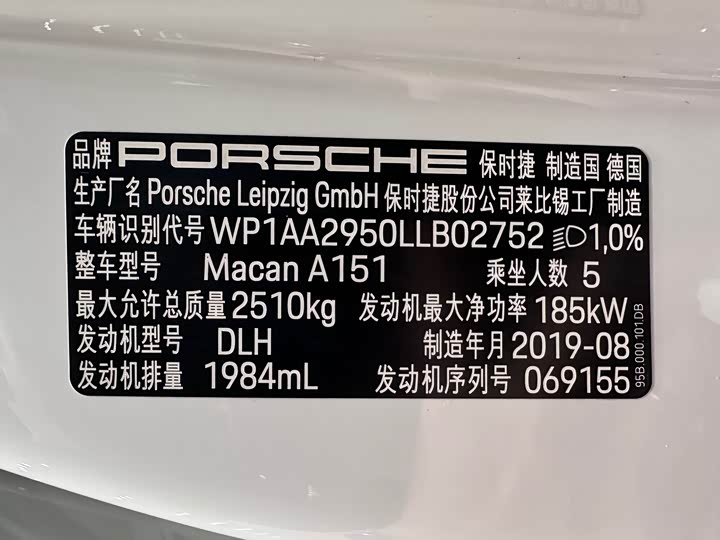 品牌 PORSCHE 保时捷 制造国 德国
生产厂名 Porsche Leipzig GmbH 保时捷股份公司莱比锡工厂制造
车辆识别代号 WP1AA2950LLB02752 1,0%
整车型号 Macan A151 乘坐人数 5
最大允许总质量 2510kg 发动机最大净功率 185kW
发动机型号 DLH 制造年月 2019-08
发动机排量 1984mL 发动机序列号 069155
95B.000.101.DB